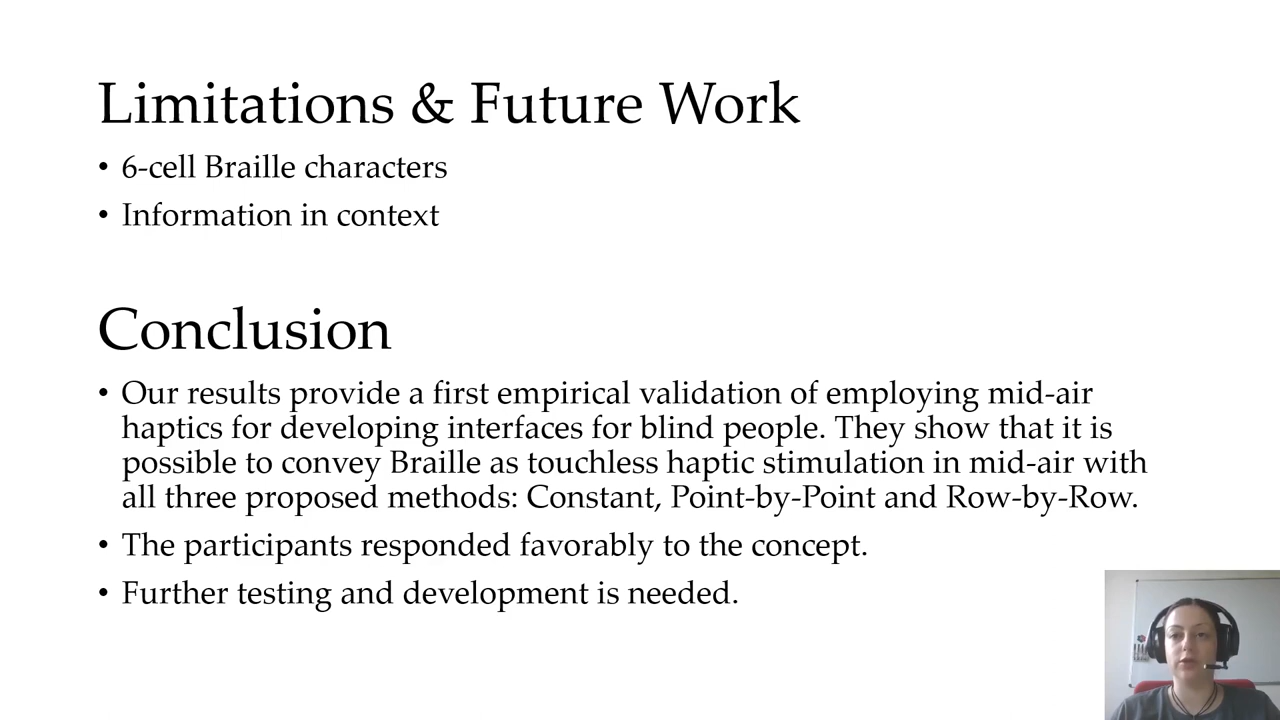 Limitations & Future Work
• 6-cell Braille characters
• Information in context
Conclusion
• Our results provide a first empirical validation of employing mid-air
haptics for developing interfaces for blind people. They show that it is
possible to convey Braille as touchless haptic stimulation in mid-air with
all three proposed methods: Constant, Point-by-Point and Row-by-Row.
• The participants responded favorably to the concept.
• Further testing and development is needed.